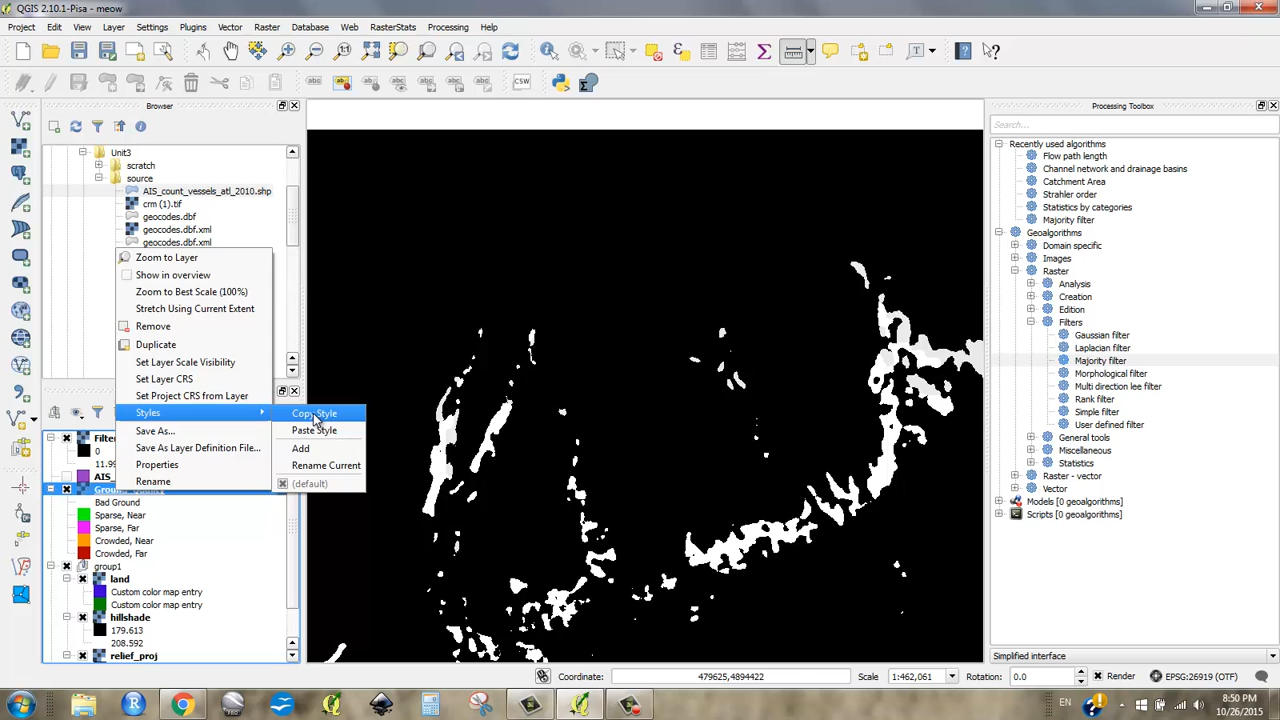 QGIS 2.10.1-Pisa - meow
Project Edit View Layer Settings Plugins Vector Raster Database Web RasterStats Processing Help
Browser
Unit3
scratch
source
AIS_count_vessels_atl_2010.shp
crm (1).tif
geocodes.dbf
geocodes.dbf.xml
geocodes.dbf.xml
Zoom to Layer
Show in overview
Zoom to Best Scale (100%)
Stretch Using Current Extent
Remove
Duplicate
Set Layer Scale Visibility
Set Layer CRS
Set Project CRS from Layer
Styles
Save As...
Save As Layer Definition File...
Properties
Rename
Copy Style
Paste Style
Add
Rename Current
(default)
Filter
0
11.99
AIS_
Ground_Quality
Bad Ground
Sparse, Near
Sparse, Far
Crowded, Near
Crowded, Far
group1
land
Custom color map entry
Custom color map entry
hillshade
179.613
208.592
relief_proj
Processing Toolbox
Search...
Recently used algorithms
Flow path length
Channel network and drainage basins
Catchment Area
Strahler order
Statistics by categories
Majority filter
Geoalgorithms
Domain specific
Images
Raster
Analysis
Creation
Edition
Filters
Gaussian filter
Laplacian filter
Majority filter
Morphological filter
Multi direction lee filter
Rank filter
Simple filter
User defined filter
General tools
Miscellaneous
Statistics
Raster - vector
Vector
Models [0 geoalgorithms]
Scripts [0 geoalgorithms]
Simplified interface
Coordinate: 479625,4894422 Scale 1:462,061 Rotation: 0.0 Render EPSG:26919 (OTF)
EN
8:50 PM
10/26/2015